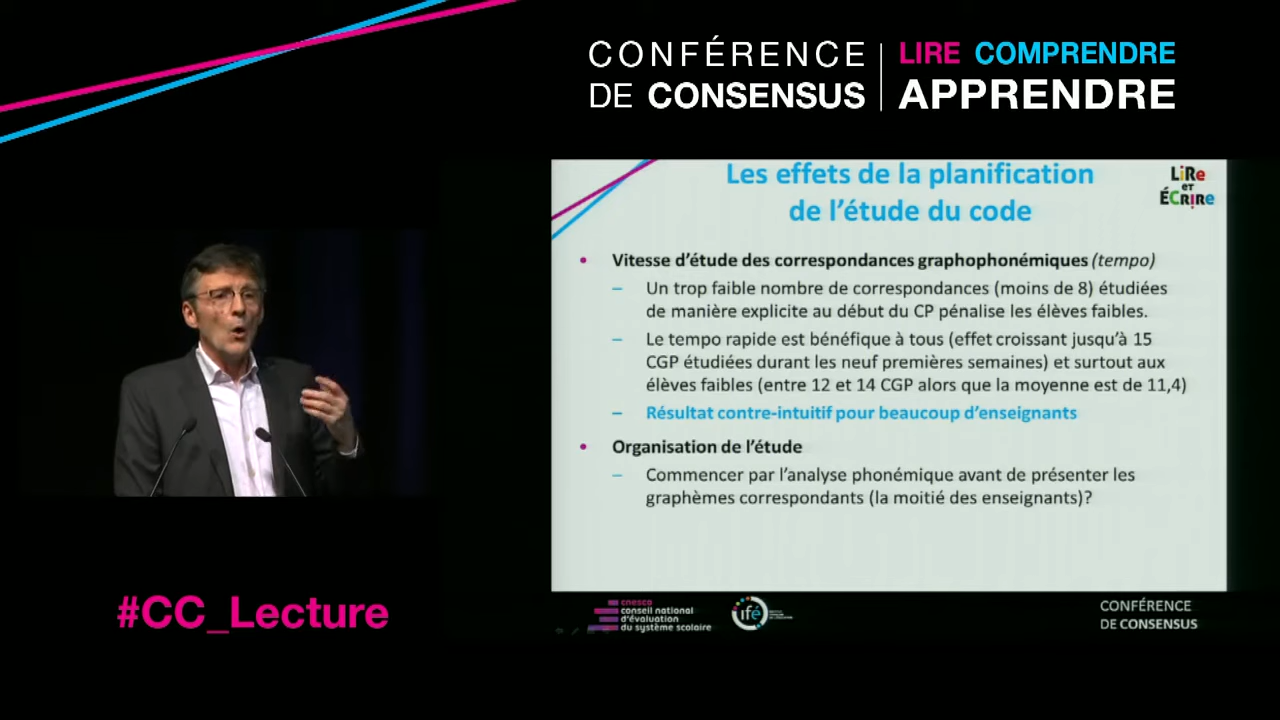 CONFÉRENCE
DE CONSENSUS
LIRE COMPRENDRE
APPRENDRE
Les effets de la planification
de l'étude du code
LiRe
ET
ÉCrire
• Vitesse d'étude des correspondances graphophonémiques (tempo)
– Un trop faible nombre de correspondances (moins de 8) étudiées
de manière explicite au début du CP pénalise les élèves faibles.
– Le tempo rapide est bénéfique à tous (effet croissant jusqu'à 15
CGP étudiées durant les neuf premières semaines) et surtout aux
élèves faibles (entre 12 et 14 CGP alors que la moyenne est de 11,4)
– Résultat contre-intuitif pour beaucoup d'enseignants
• Organisation de l'étude
– Commencer par l'analyse phonémique avant de présenter les
graphèmes correspondants (la moitié des enseignants)?
#CC_Lecture
cnesco
conseil national
d'évaluation
du système scolaire
ifé
CONFÉRENCE
DE CONSENSUS